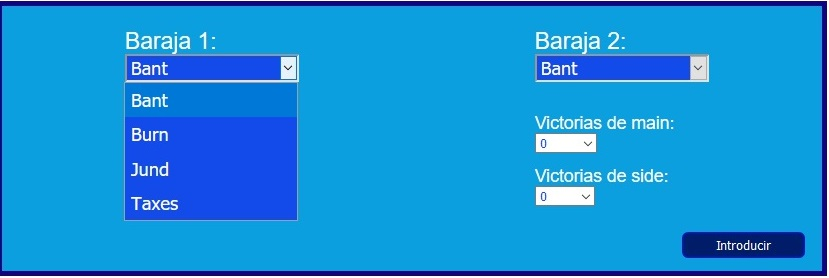 Baraja 1:
Bant
Bant
Burn
Jund
Taxes
Baraja 2:
Bant
Victorias de main:
0
Victorias de side:
0
Introducir